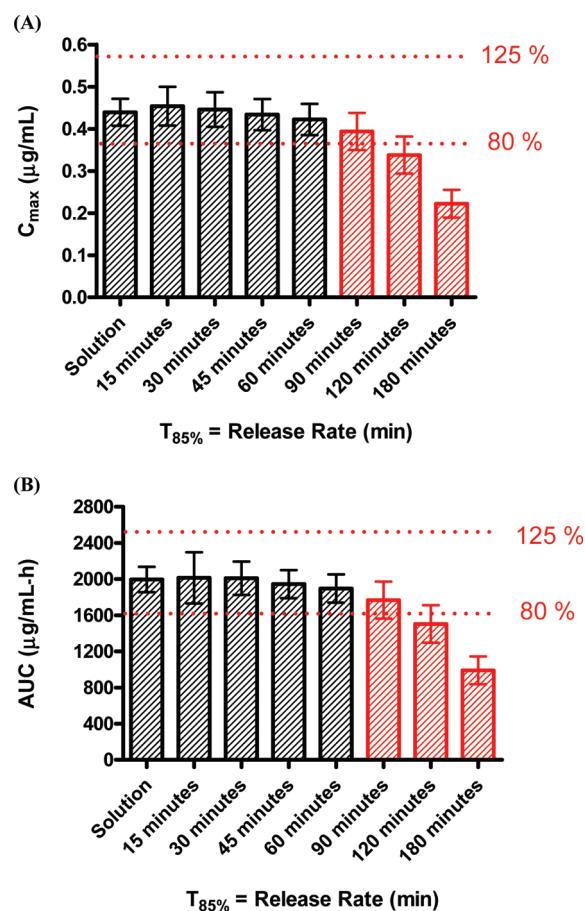 (A)
0.6
0.5
0.4
0.3
0.2
0.1
0.0
Cmax (μg/mL)
125 %
80 %
Solution
15 minutes
30 minutes
45 minutes
60 minutes
90 minutes
120 minutes
180 minutes
T85% = Release Rate (min)
(B)
2800
2400
2000
1600
1200
800
400
0
AUC (μg/mL-h)
125 %
80 %
Solution
15 minutes
30 minutes
45 minutes
60 minutes
90 minutes
120 minutes
180 minutes
T85% = Release Rate (min)